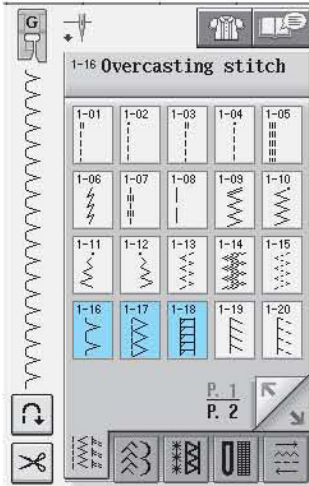 G
1-16 Overcasting stitch
1-01 1-02 1-03 1-04 1-05
1-06 1-07 1-08 1-09 1-10
1-11 1-12 1-13 1-14 1-15
1-16 1-17 1-18 1-19 1-20
P. 1
P. 2